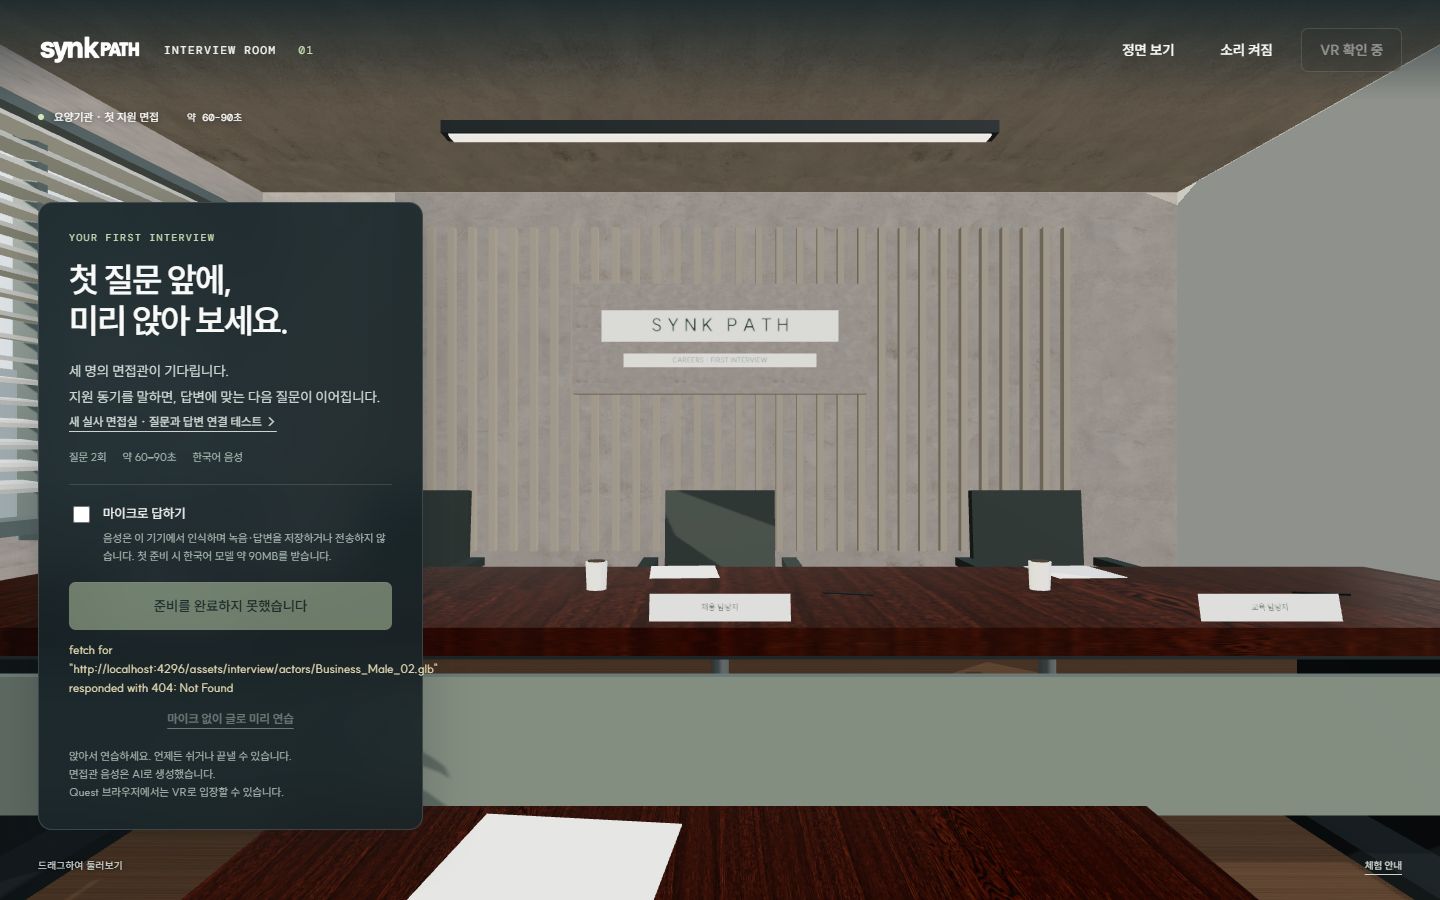 synk PATH INTERVIEW ROOM 01
정면 보기 소리 켜짐 VR 확인 중
요양기관 · 첫 지원 면접 약 60–90초
YOUR FIRST INTERVIEW
첫 질문 앞에,
미리 앉아 보세요.
세 명의 면접관이 기다립니다.
지원 동기를 말하면, 답변에 맞는 다음 질문이 이어집니다.
새 실사 면접실 · 질문과 답변 연결 테스트
질문 2회 약 60–90초 한국어 음성
마이크로 답하기
음성은 이 기기에서 인식하며 녹음·답변을 저장하거나 전송하지 않
습니다. 첫 준비 시 한국어 모델 약 90MB를 받습니다.
준비를 완료하지 못했습니다
fetch for
"http://localhost:4296/assets/interview/actors/Business_Male_02.glb"
responded with 404: Not Found
마이크 없이 글로 미리 연습
앉아서 연습하세요. 언제든 쉬거나 끝낼 수 있습니다.
면접관 음성은 AI로 생성했습니다.
Quest 브라우저에서는 VR로 입장할 수 있습니다.
SYNK PATH
CAREERS · FIRST INTERVIEW
채용 담당자
교육 담당자
드래그하여 둘러보기
체험 안내